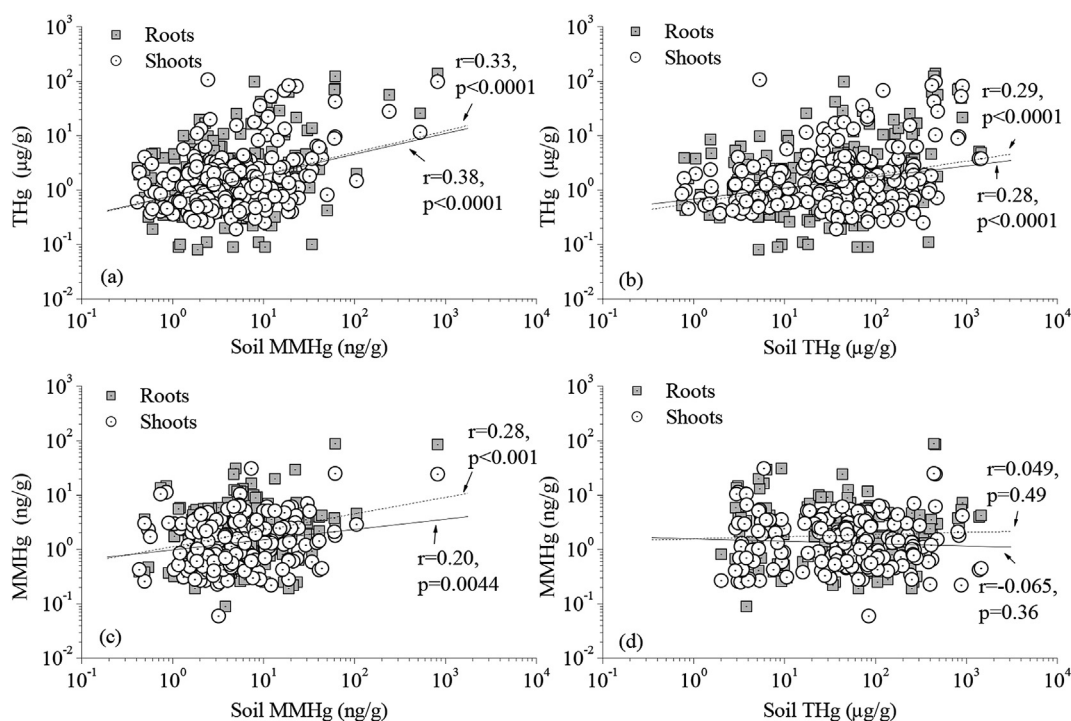 10³
10²
10¹
10⁰
10⁻¹
10⁻²
THg (µg/g)
Roots
Shoots
r=0.33,
p<0.0001
r=0.38,
p<0.0001
(a)
10⁻¹ 10⁰ 10¹ 10² 10³ 10⁴
Soil MMHg (ng/g)
10³
10²
10¹
10⁰
10⁻¹
10⁻²
THg (µg/g)
Roots
Shoots
r=0.29,
p<0.0001
r=0.28,
p<0.0001
(b)
10⁻¹ 10⁰ 10¹ 10² 10³ 10⁴
Soil THg (µg/g)
10³
10²
10¹
10⁰
10⁻¹
10⁻²
MMHg (ng/g)
Roots
Shoots
r=0.28,
p<0.001
r=0.20,
p=0.0044
(c)
10⁻¹ 10⁰ 10¹ 10² 10³ 10⁴
Soil MMHg (ng/g)
10³
10²
10¹
10⁰
10⁻¹
10⁻²
MMHg (ng/g)
Roots
Shoots
r=0.049,
p=0.49
r=-0.065,
p=0.36
(d)
10⁻¹ 10⁰ 10¹ 10² 10³ 10⁴
Soil THg (µg/g)